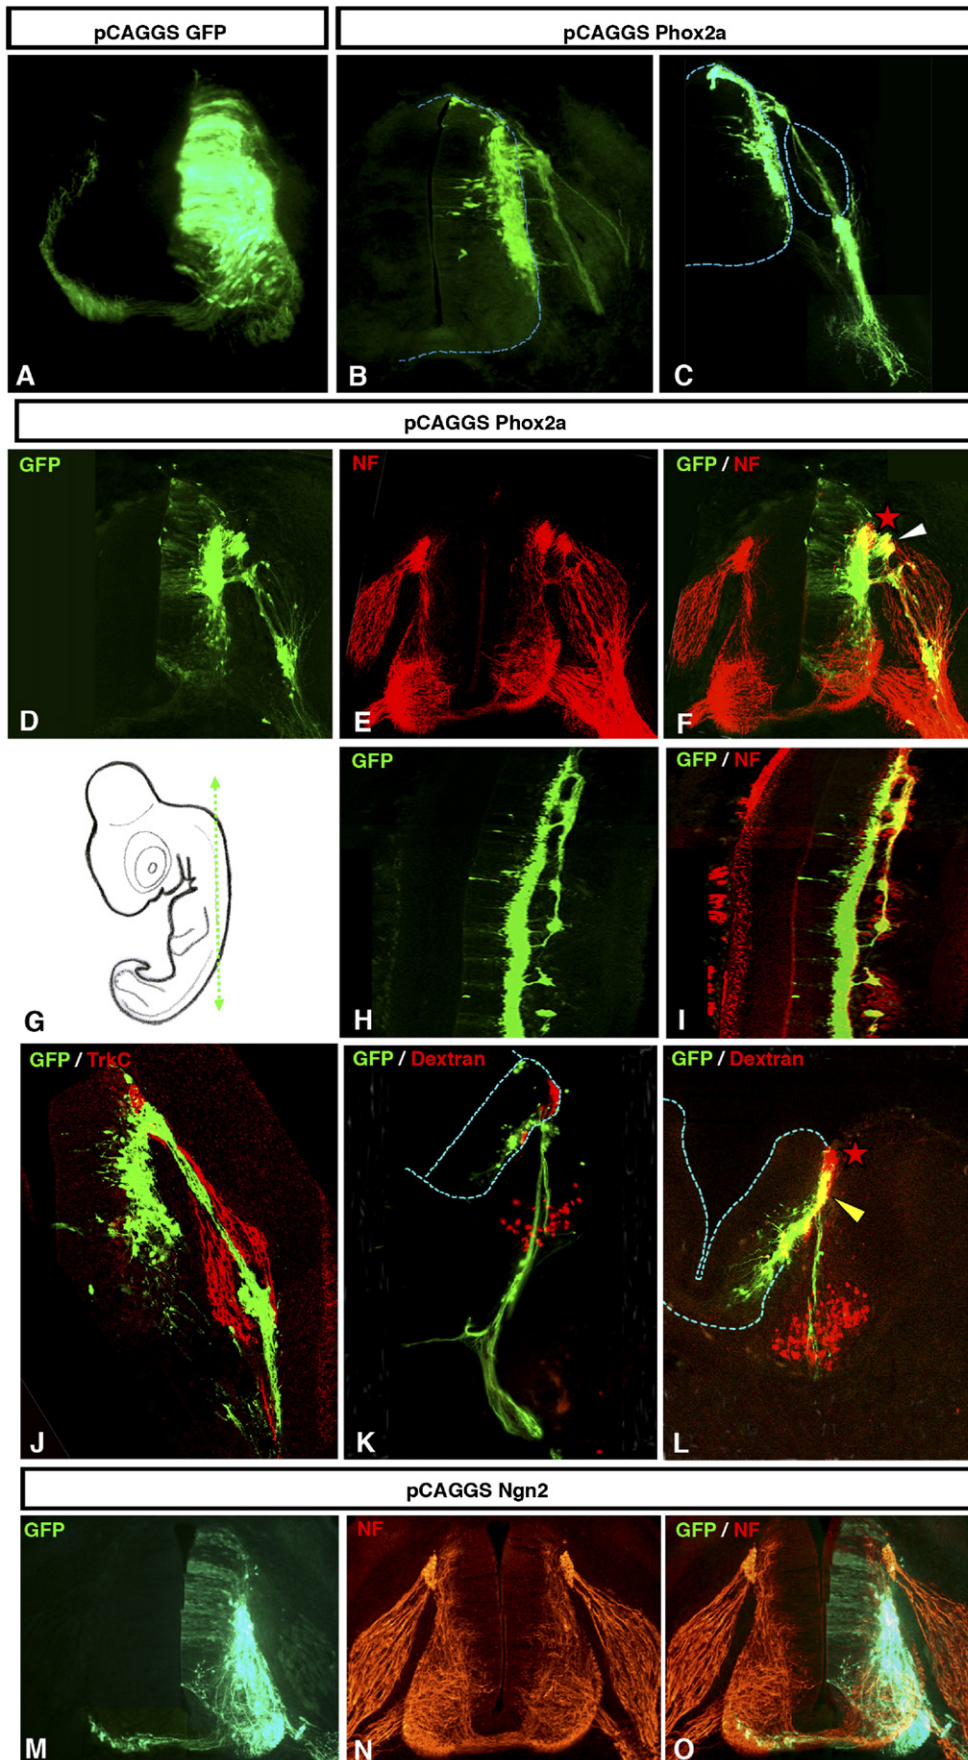 pCAGGS GFP
pCAGGS Phox2a
A
B
C
pCAGGS Phox2a
GFP
NF
GFP / NF
D
E
F
GFP
GFP / NF
G
H
I
GFP / TrkC
GFP / Dextran
GFP / Dextran
J
K
L
pCAGGS Ngn2
GFP
NF
GFP / NF
M
N
O